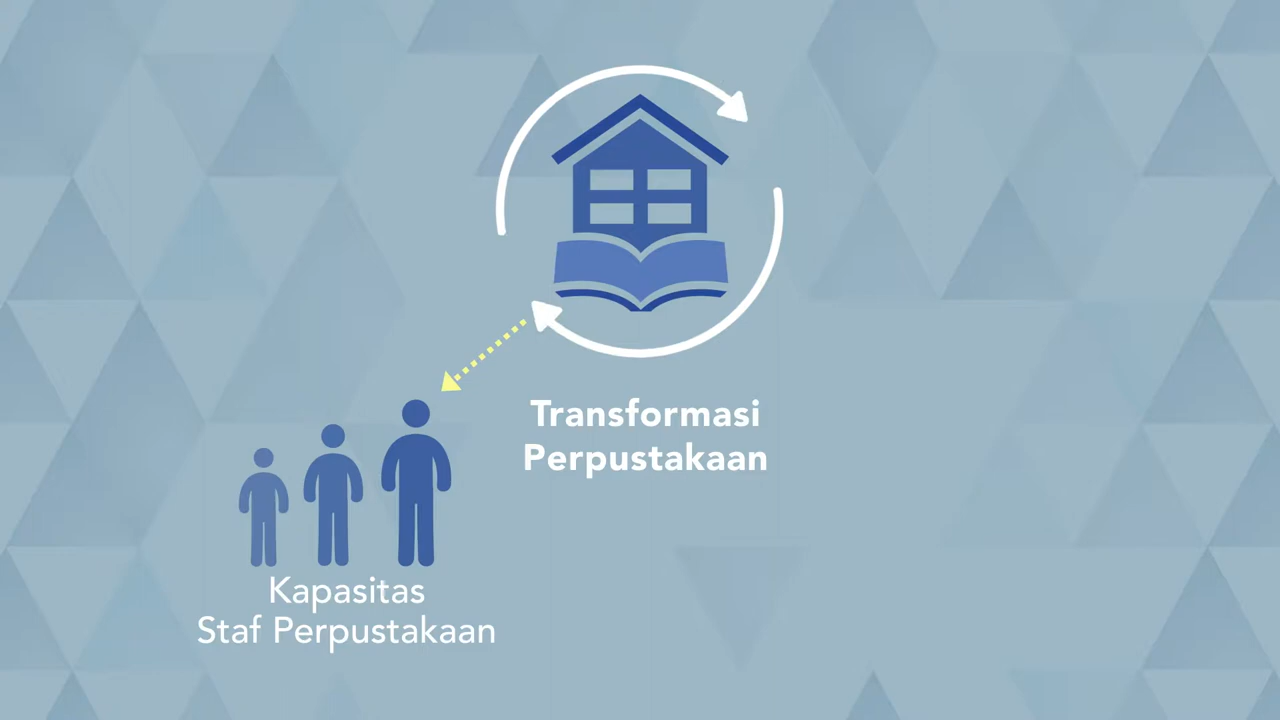 Transformasi
Perpustakaan
Kapasitas
Staf Perpustakaan